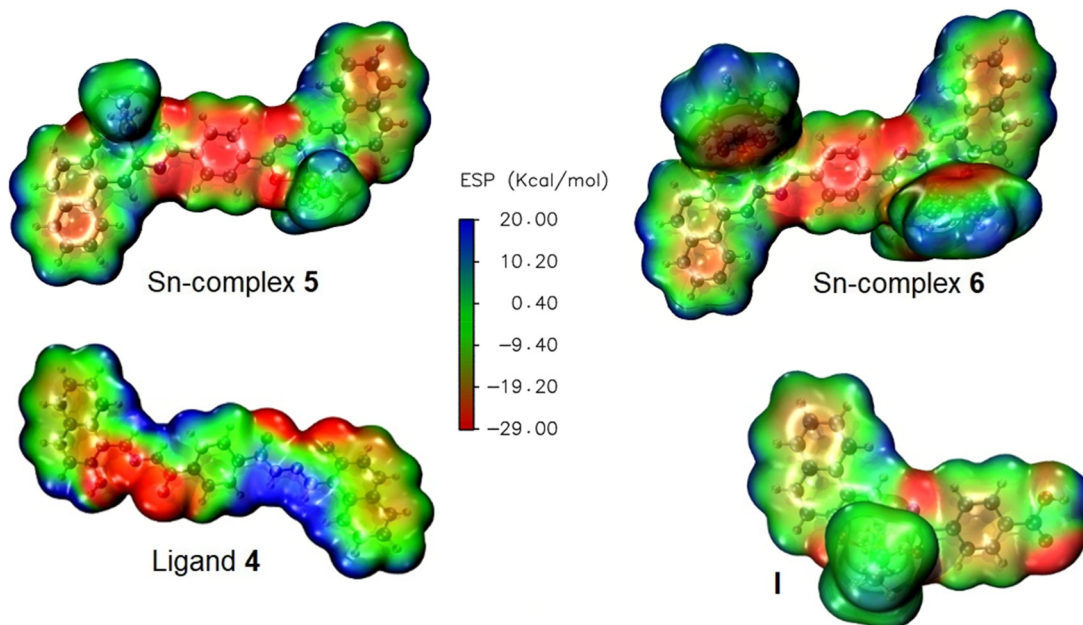 ESP (Kcal/mol)
20.00
10.20
0.40
−9.40
−19.20
−29.00
Sn-complex 5
Sn-complex 6
Ligand 4
I